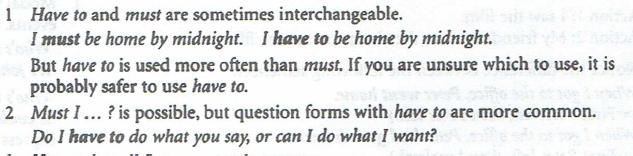 1 Have to and must are sometimes interchangeable.
I must be home by midnight. I have to be home by midnight.
But have to is used more often than must. If you are unsure which to use, it is
probably safer to use have to.
2 Must I ... ? is possible, but question forms with have to are more common.
Do I have to do what you say, or can I do what I want?